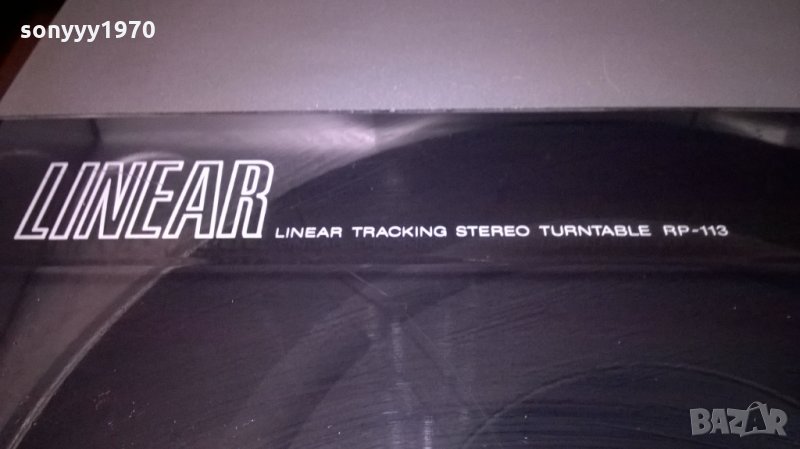 sonyyy1970
LINEAR LINEAR TRACKING STEREO TURNTABLE RP-113
BAZAR